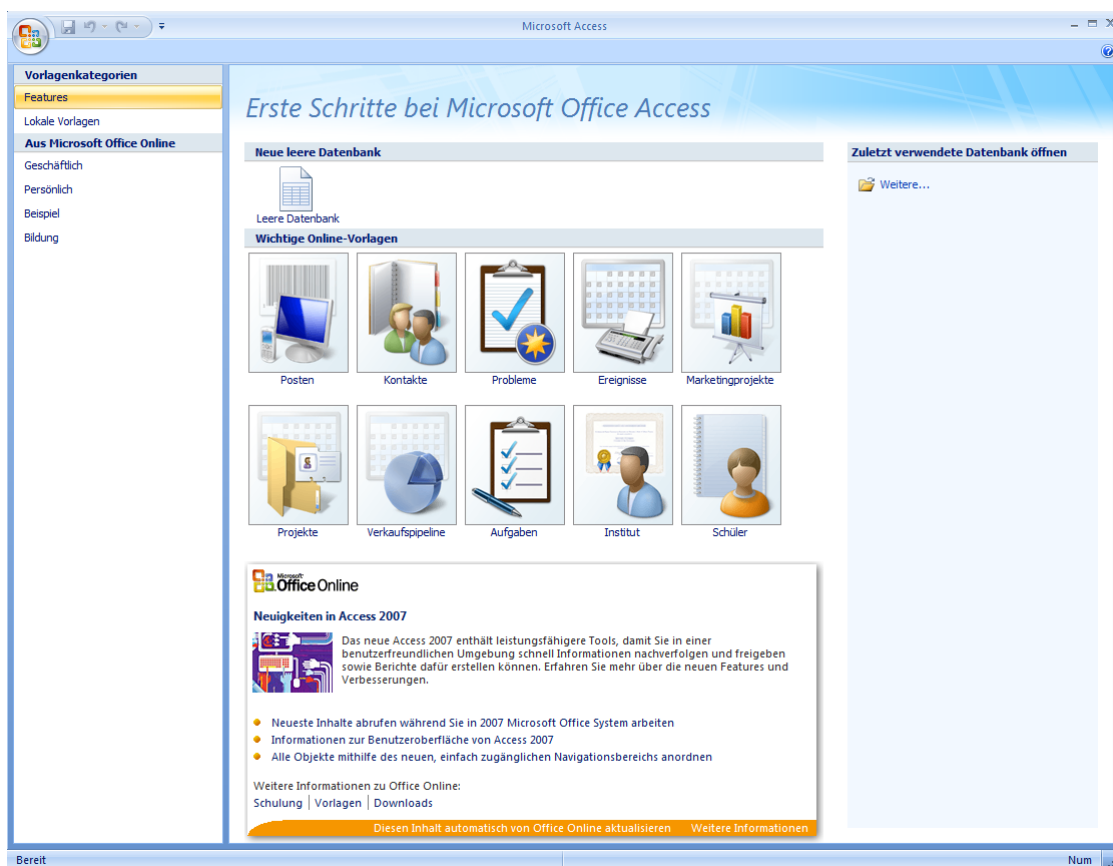 Microsoft Access
Vorlagenkategorien
Features
Lokale Vorlagen
Aus Microsoft Office Online
Geschäftlich
Persönlich
Beispiel
Bildung
Erste Schritte bei Microsoft Office Access
Neue leere Datenbank
Leere Datenbank
Wichtige Online-Vorlagen
Posten
Kontakte
Probleme
Ereignisse
Marketingprojekte
Projekte
Verkaufspipeline
Aufgaben
Institut
Schüler
Microsoft
Office Online
Neuigkeiten in Access 2007
Das neue Access 2007 enthält leistungsfähigere Tools, damit Sie in einer
benutzerfreundlichen Umgebung schnell Informationen nachverfolgen und freigeben
sowie Berichte dafür erstellen können. Erfahren Sie mehr über die neuen Features und
Verbesserungen.
Neueste Inhalte abrufen während Sie in 2007 Microsoft Office System arbeiten
Informationen zur Benutzeroberfläche von Access 2007
Alle Objekte mithilfe des neuen, einfach zugänglichen Navigationsbereichs anordnen
Weitere Informationen zu Office Online:
Schulung | Vorlagen | Downloads
Diesen Inhalt automatisch von Office Online aktualisieren Weitere Informationen
Zuletzt verwendete Datenbank öffnen
Weitere...
Bereit
Num